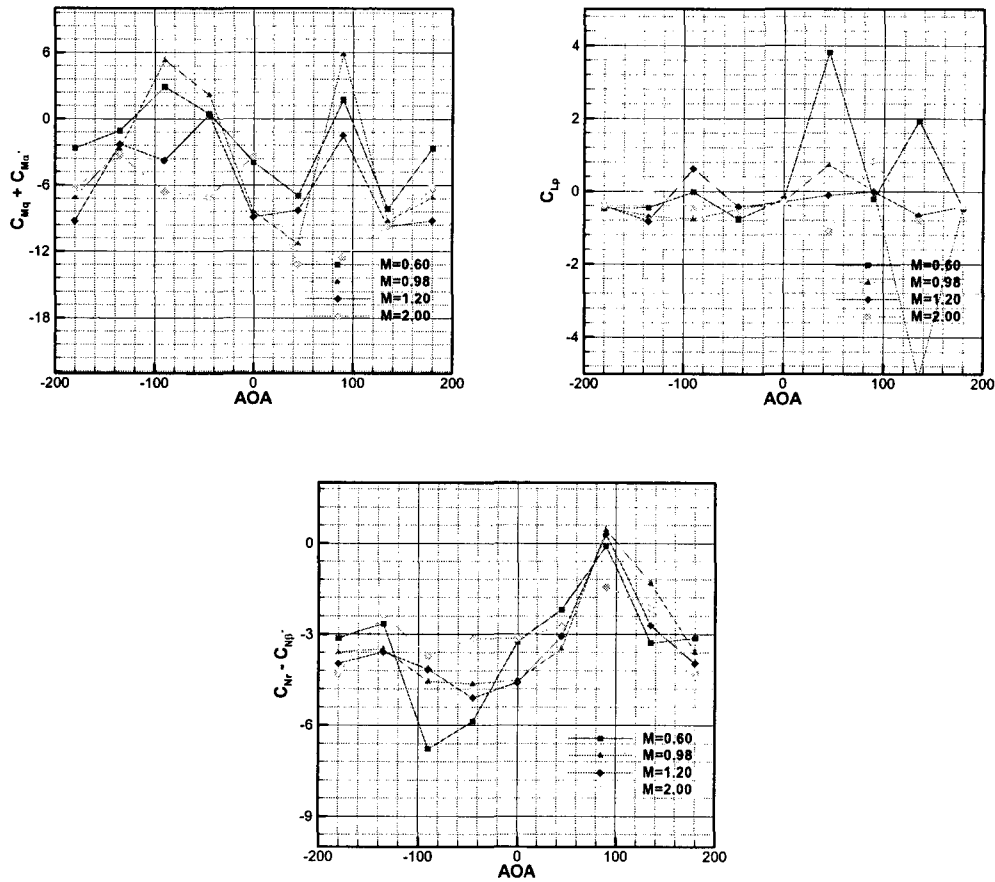 6
0
-6
-12
-18
C_Mq + C_Mα̇
-200
-100
0
100
200
AOA
M=0.60
M=0.98
M=1.20
M=2.00
4
2
0
-2
-4
C_Lp
-200
-100
0
100
200
AOA
M=0.60
M=0.98
M=1.20
M=2.00
0
-3
-6
-9
C_Nr - C_Nβ̇
-200
-100
0
100
200
AOA
M=0.60
M=0.98
M=1.20
M=2.00